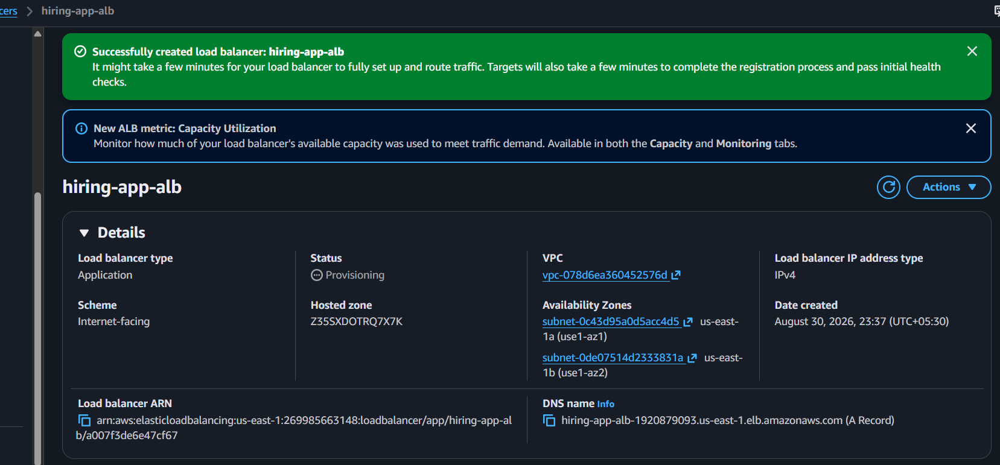 cers > hiring-app-alb
Successfully created load balancer: hiring-app-alb
It might take a few minutes for your load balancer to fully set up and route traffic. Targets will also take a few minutes to complete the registration process and pass initial health
checks.
New ALB metric: Capacity Utilization
Monitor how much of your load balancer's available capacity was used to meet traffic demand. Available in both the Capacity and Monitoring tabs.
hiring-app-alb
Actions
Details
Load balancer type
Application
Status
Provisioning
VPC
vpc-078d6ea360452576d
Load balancer IP address type
IPv4
Scheme
Internet-facing
Hosted zone
Z35SXDOTRQ7X7K
Availability Zones
subnet-0c43d95a0d5acc4d5 us-east-
1a (use1-az1)
subnet-0de07514d2333831a us-east-
1b (use1-az2)
Date created
August 30, 2026, 23:37 (UTC+05:30)
Load balancer ARN
arn:aws:elasticloadbalancing:us-east-1:269985663148:loadbalancer/app/hiring-app-al
b/a007f3de6e47cf67
DNS name Info
hiring-app-alb-1920879093.us-east-1.elb.amazonaws.com (A Record)